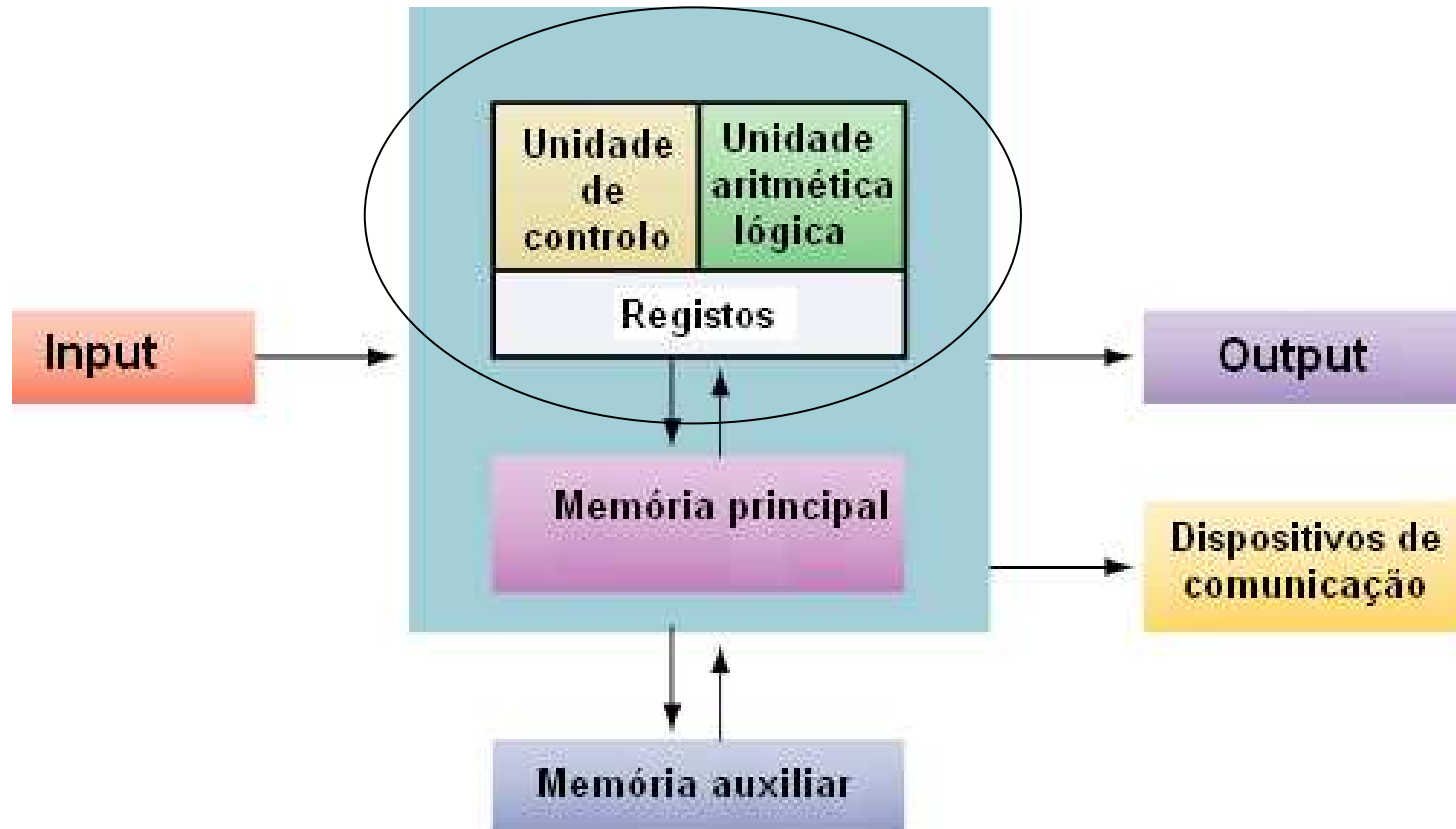 Unidade
de
controlo
Unidade
aritmética
lógica
Registos
Input
Output
Memória principal
Dispositivos de
comunicação
Memória auxiliar